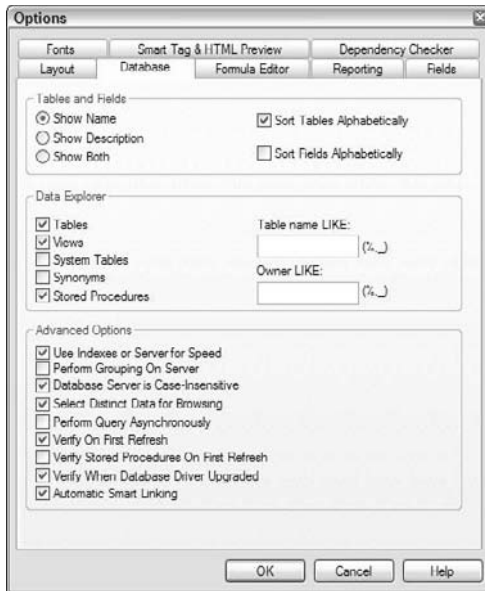 Options
Fonts Smart Tag & HTML Preview Dependency Checker
Layout Database Formula Editor Reporting Fields
Tables and Fields
Show Name
Sort Tables Alphabetically
Show Description
Show Both
Sort Fields Alphabetically
Data Explorer
Tables
Views
System Tables
Synonyms
Stored Procedures
Table name LIKE:
(%,_)
Owner LIKE:
(%,_)
Advanced Options
Use Indexes or Server for Speed
Perform Grouping On Server
Database Server is Case-Insensitive
Select Distinct Data for Browsing
Perform Query Asynchronously
Verify On First Refresh
Verify Stored Procedures On First Refresh
Verify When Database Driver Upgraded
Automatic Smart Linking
OK Cancel Help